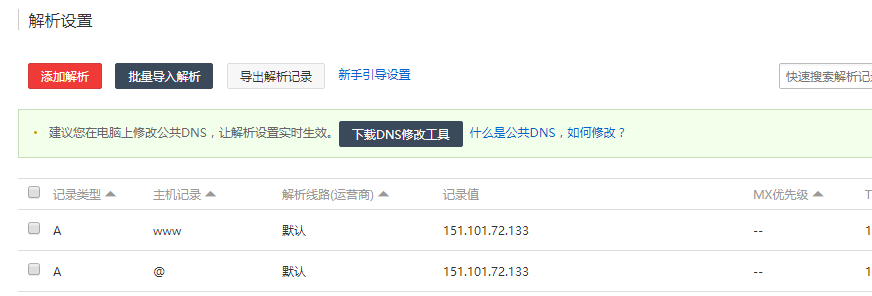 解析设置
添加解析 批量导入解析 导出解析记录 新手引导设置 快速搜索解析记
• 建议您在电脑上修改公共DNS，让解析设置实时生效。 下载DNS修改工具 什么是公共DNS，如何修改？
记录类型 主机记录 解析线路(运营商) 记录值 MX优先级 T
A www 默认 151.101.72.133 -- 1
A @ 默认 151.101.72.133 -- 1